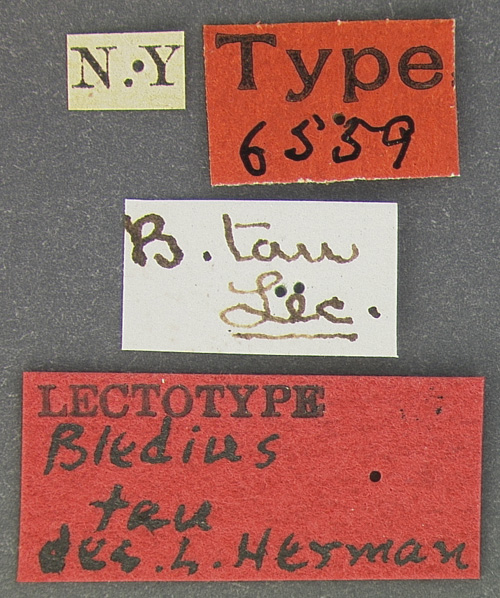 N.Y
Type
6559
B. tau
Lec.
LECTOTYPE
Bledius
tau
des. L. Herman